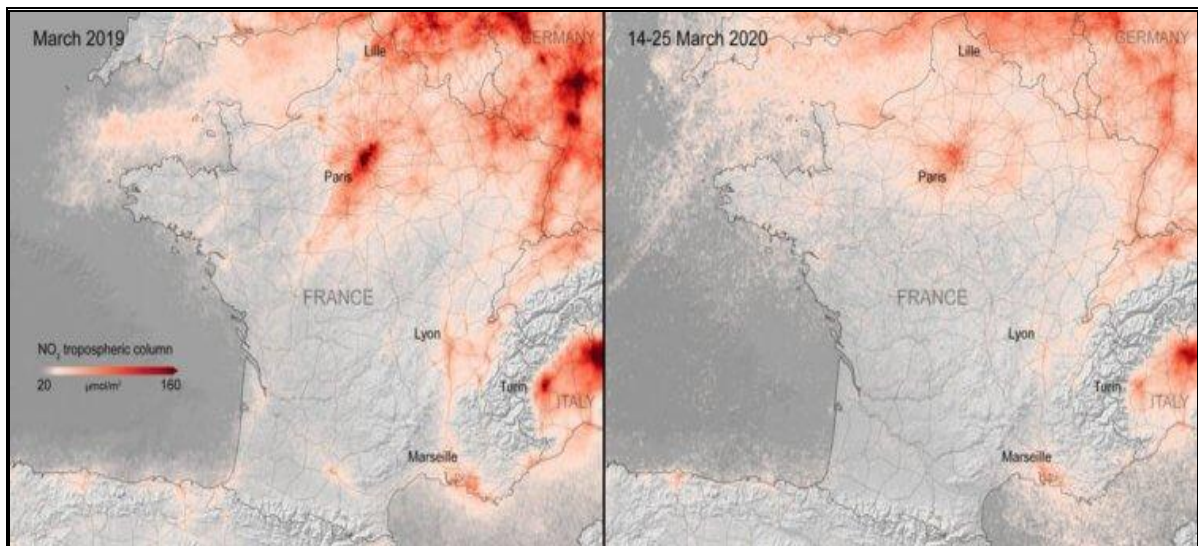 March 2019
GERMANY
Lille
Paris
FRANCE
Lyon
NO₂ tropospheric column
20 µmol/m² 160
Turin
ITALY
Marseille
14-25 March 2020
GERMANY
Lille
Paris
FRANCE
Lyon
Turin
ITALY
Marseille